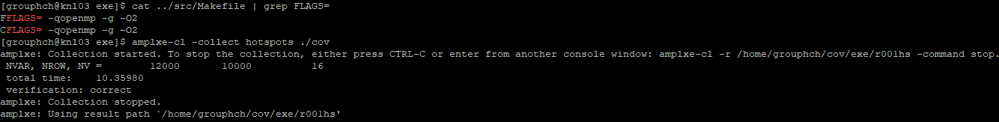 [grouphch@knl03 exe]$ cat ../src/Makefile | grep FLAGS=
FFLAGS= -qopenmp -g -O2
CFLAGS= -qopenmp -g -O2
[grouphch@knl03 exe]$ amplxe-cl -collect hotspots ./cov
amplxe: Collection started. To stop the collection, either press CTRL-C or enter from another console window: amplxe-cl -r /home/grouphch/cov/exe/r001hs -command stop.
 NVAR, NROW, NV =        12000       10000          16
 total time:    10.35980
 verification: correct
amplxe: Collection stopped.
amplxe: Using result path `/home/grouphch/cov/exe/r001hs'